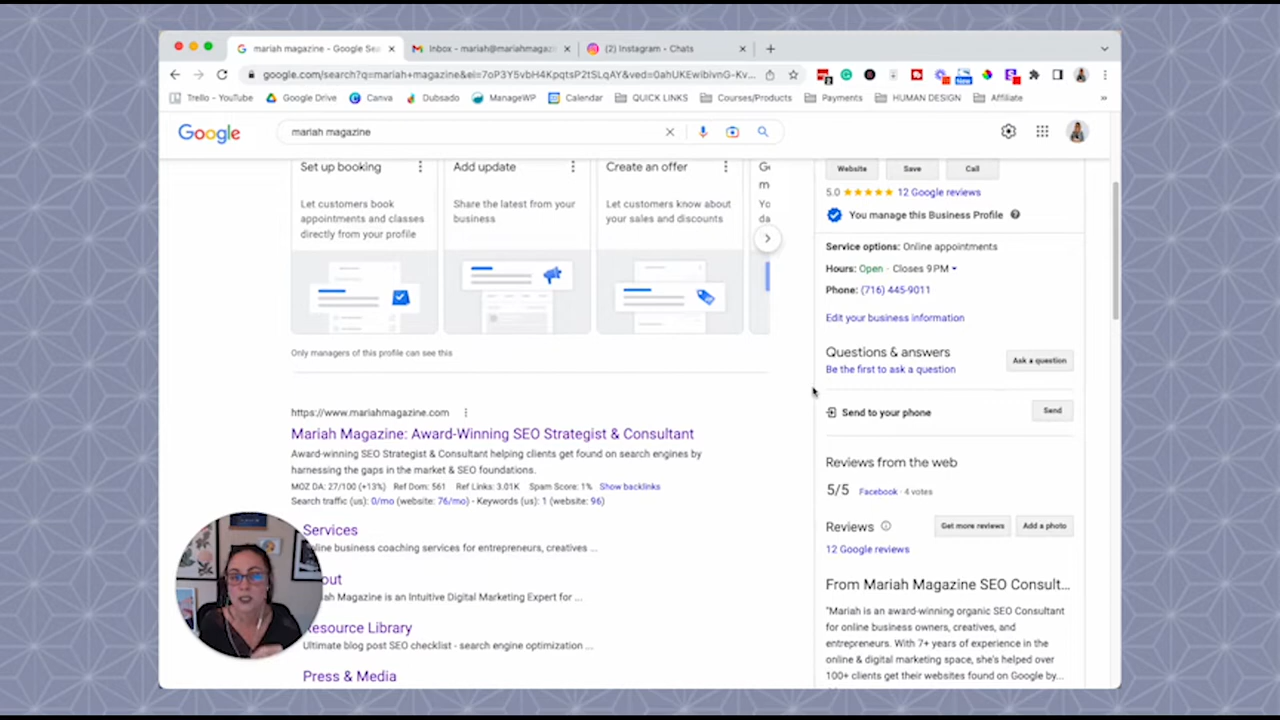 mariah magazine - Google Sea
Inbox - mariah@mariahmagaz
(2) Instagram - Chats
google.com/search?q=mariah+magazine&ei=7oP3Y5vbH4KpqtsP2tSLqAY&ved=0ahUKEwibivnG-Kv...
New
Trello - YouTube
Google Drive
Canva
Dubsado
ManageWP
Calendar
QUICK LINKS
Courses/Products
Payments
HUMAN DESIGN
Affiliate
»
Google
mariah magazine
Set up booking
Let customers book
appointments and classes
directly from your profile
Add update
Share the latest from your
business
Create an offer
Let customers know about
your sales and discounts
m
Yo
da
Only managers of this profile can see this
https://www.mariahmagazine.com
Mariah Magazine: Award-Winning SEO Strategist & Consultant
Award-winning SEO Strategist & Consultant helping clients get found on search engines by
harnessing the gaps in the market & SEO foundations.
MOZ DA: 27/100 (+13%) Ref Dom: 561 Ref Links: 3.01K Spam Score: 1% Show backlinks
Search traffic (us): 0/mo (website: 76/mo) - Keywords (us): 1 (website: 96)
Services
nline business coaching services for entrepreneurs, creatives ...
out
ah Magazine is an Intuitive Digital Marketing Expert for ...
esource Library
Ultimate blog post SEO checklist - search engine optimization ...
Press & Media
Website
Save
Call
5.0 ★★★★★ 12 Google reviews
You manage this Business Profile
Service options: Online appointments
Hours: Open · Closes 9 PM
Phone: (716) 445-9011
Edit your business information
Questions & answers
Be the first to ask a question
Ask a question
Send to your phone
Send
Reviews from the web
5/5 Facebook · 4 votes
Reviews
Get more reviews
Add a photo
12 Google reviews
From Mariah Magazine SEO Consult...
"Mariah is an award-winning organic SEO Consultant
for online business owners, creatives, and
entrepreneurs. With 7+ years of experience in the
online & digital marketing space, she's helped over
100+ clients get their websites found on Google by...